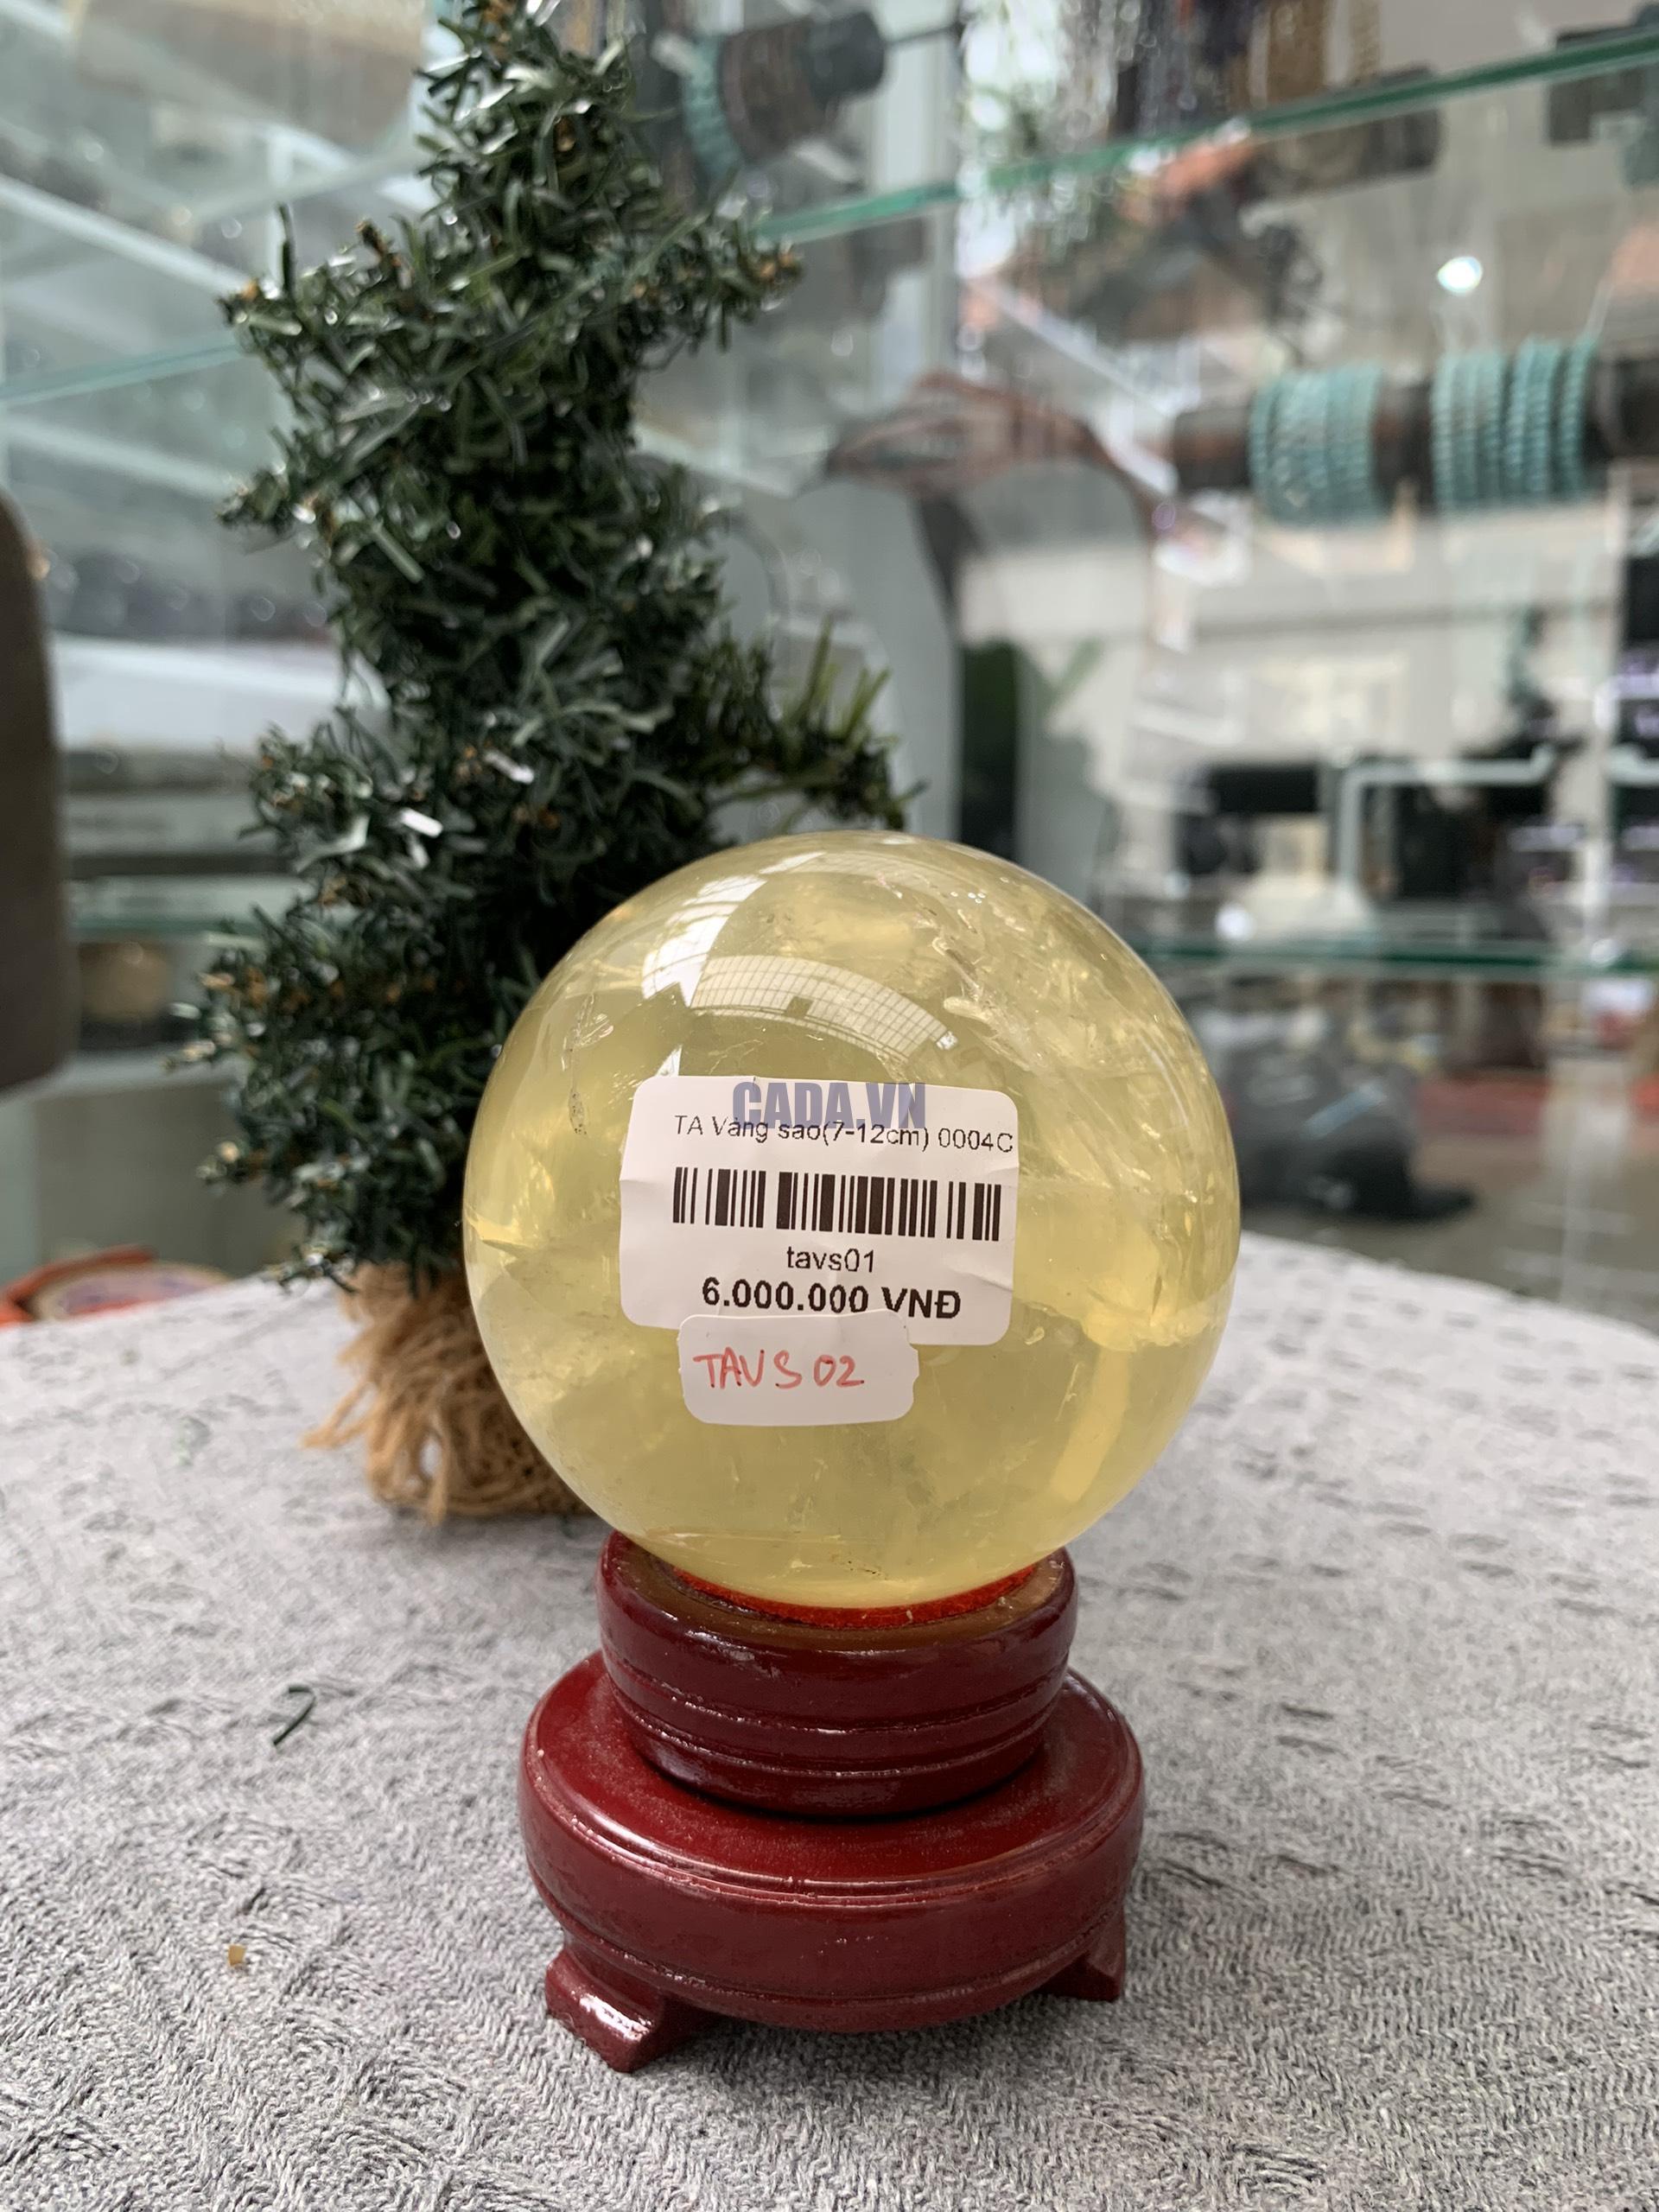 CADA.VN
TA Vàng sao(7-12cm) 0004C
tavs01
6.000.000 VNĐ
TAVS 02